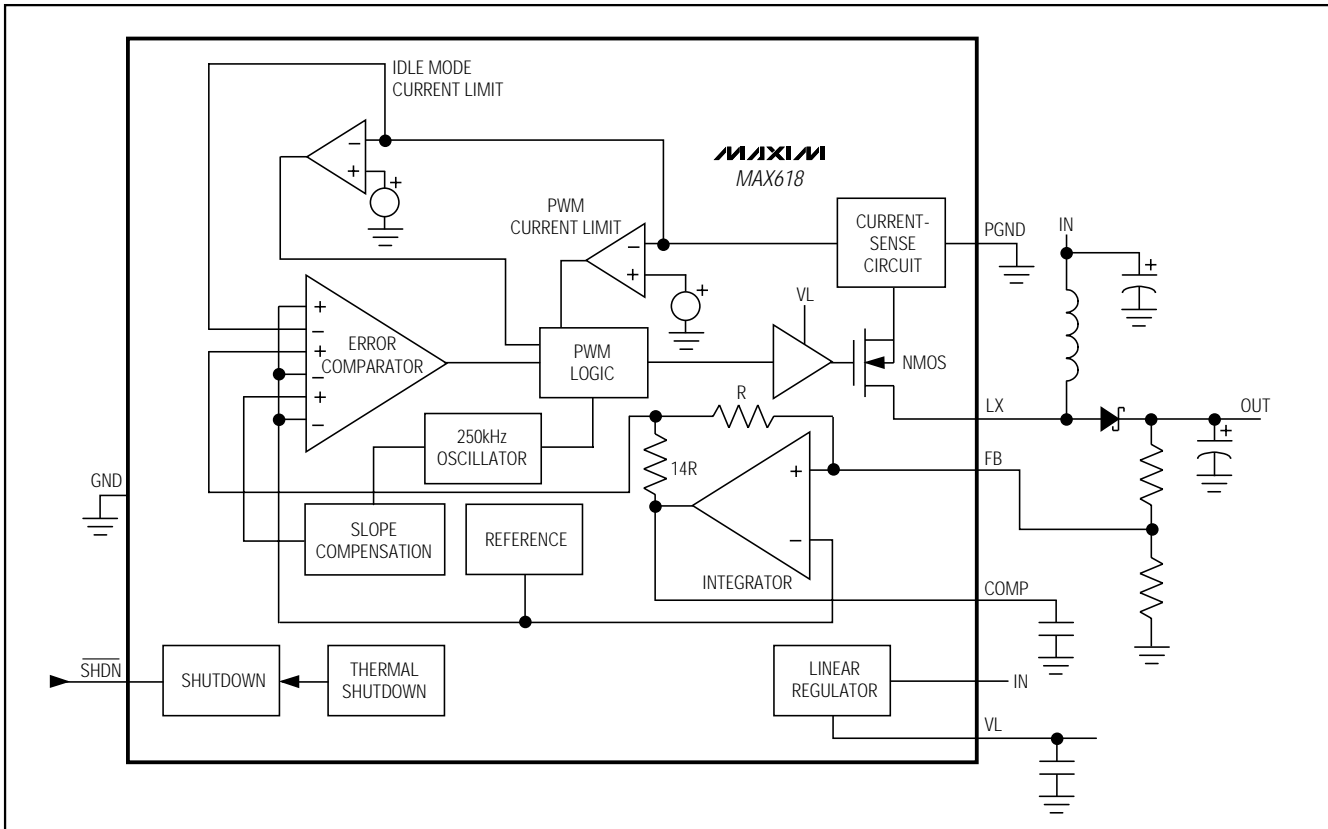 IDLE MODE
CURRENT LIMIT
−
+
+
MAXIM
MAX618
PWM
CURRENT LIMIT
−
+
+
CURRENT-
SENSE
CIRCUIT
PGND
IN
+
VL
+
−
+
−
+
−
ERROR
COMPARATOR
PWM
LOGIC
NMOS
R
LX
OUT
+
250kHz
OSCILLATOR
14R
+
−
FB
GND
SLOPE
COMPENSATION
REFERENCE
INTEGRATOR
COMP
SHDN
SHUTDOWN
THERMAL
SHUTDOWN
LINEAR
REGULATOR
IN
VL